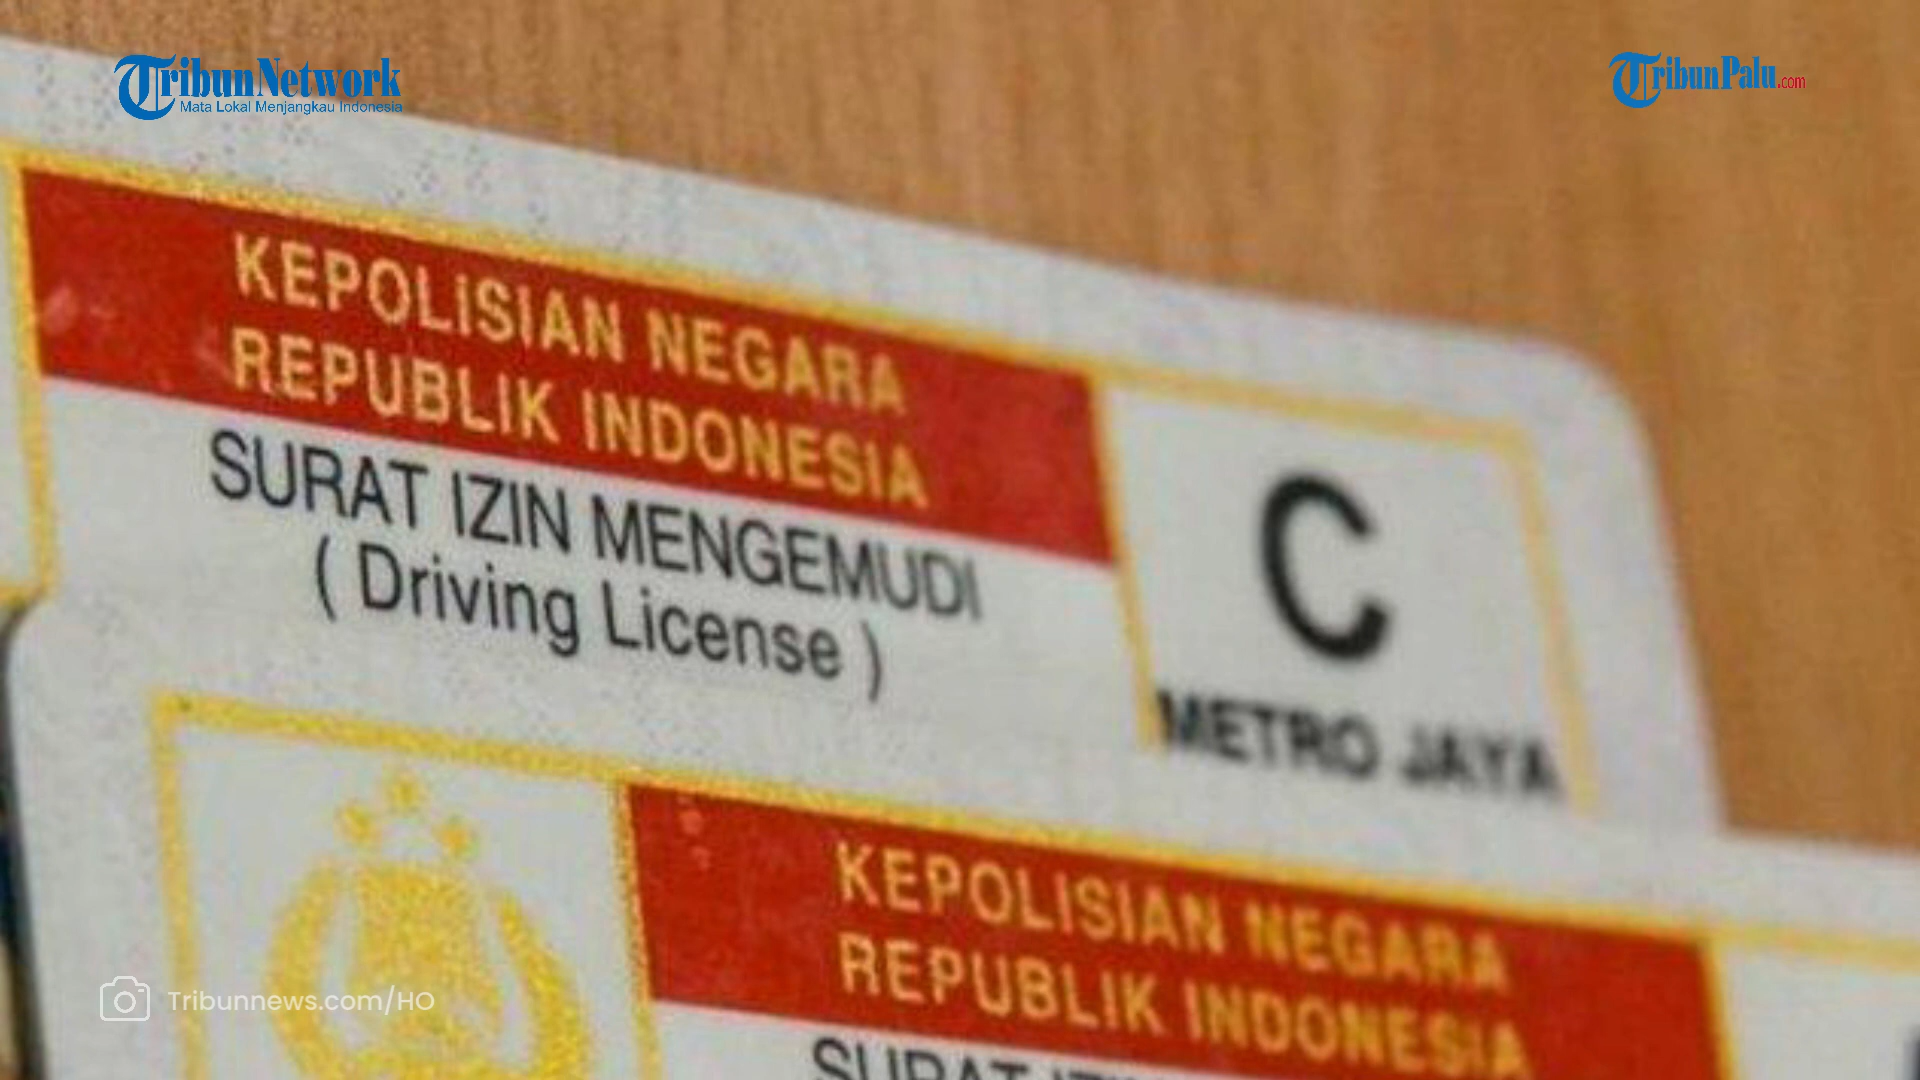 TribunNetwork
Mata Lokal Menjangkau Indonesia
TribunPalu.com
KEPOLISIAN NEGARA
REPUBLIK INDONESIA
SURAT IZIN MENGEMUDI
( Driving License )
C
METRO JAYA
KEPOLISIAN NEGARA
REPUBLIK INDONESIA
SURAT
Tribunnews.com/HO